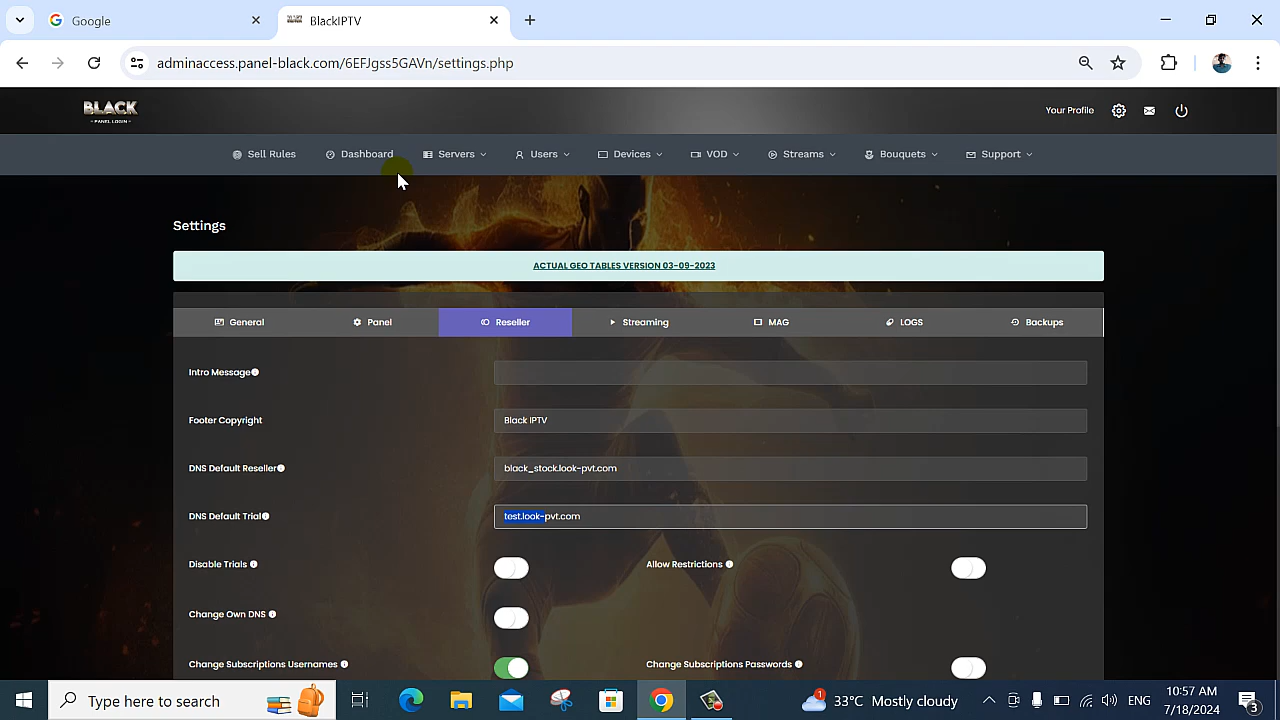 Google
BlackIPTV
adminaccess.panel-black.com/6EFJgss5GAVn/settings.php
BLACK
- PANEL LOGIN -
Your Profile
Sell Rules
Dashboard
Servers
Users
Devices
VOD
Streams
Bouquets
Support
Settings
ACTUAL GEO TABLES VERSION 03-09-2023
General
Panel
Reseller
Streaming
MAG
LOGS
Backups
Intro Message
Footer Copyright
Black IPTV
DNS Default Reseller
black_stock.look-pvt.com
DNS Default Trial
test.look-pvt.com
Disable Trials
Allow Restrictions
Change Own DNS
Change Subscriptions Usernames
Change Subscriptions Passwords
Type here to search
1
33°C Mostly cloudy
ENG
10:57 AM
7/18/2024
3